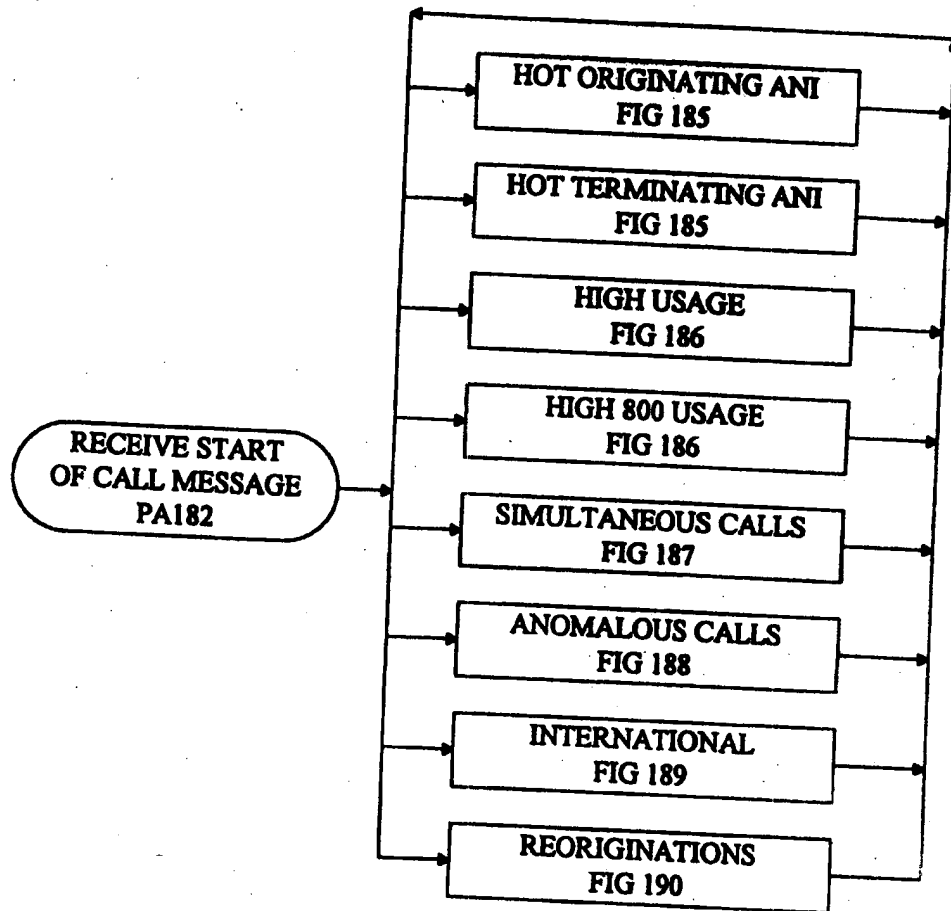 HOT ORIGINATING ANI
FIG 185
HOT TERMINATING ANI
FIG 185
HIGH USAGE
FIG 186
HIGH 800 USAGE
FIG 186
RECEIVE START
OF CALL MESSAGE
PA182
SIMULTANEOUS CALLS
FIG 187
ANOMALOUS CALLS
FIG 188
INTERNATIONAL
FIG 189
REORIGINATIONS
FIG 190